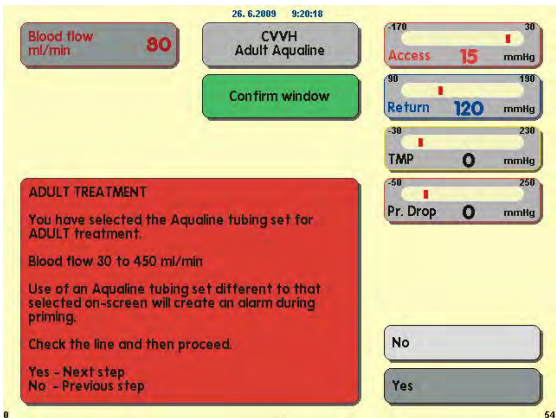 26. 6.2009 9:20:18
Blood flow
ml/min 80
CVVH
Adult Aqualine
Confirm window
-170 30
Access 15 mmHg
90 190
Return 120 mmHg
-30 230
TMP 0 mmHg
-50 250
Pr. Drop 0 mmHg
ADULT TREATMENT
You have selected the Aqualine tubing set for
ADULT treatment.
Blood flow 30 to 450 ml/min
Use of an Aqualine tubing set different to that
selected on-screen will create an alarm during
priming.
Check the line and then proceed.
Yes - Next step
No - Previous step
No
Yes
0 54